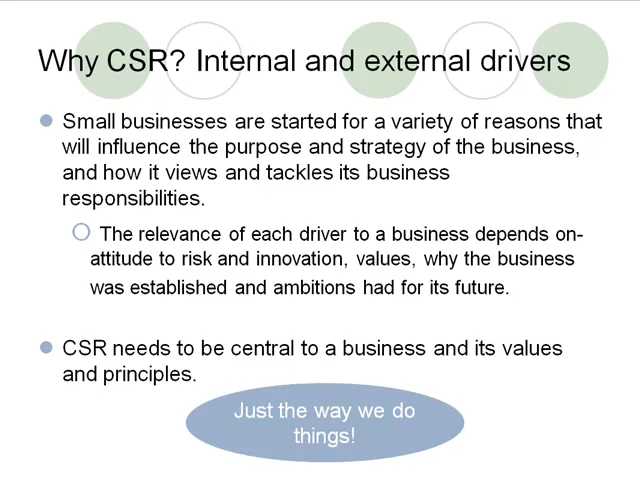 Why CSR? Internal and external drivers
Small businesses are started for a variety of reasons that
will influence the purpose and strategy of the business,
and how it views and tackles its business
responsibilities.
The relevance of each driver to a business depends on-
attitude to risk and innovation, values, why the business
was established and ambitions had for its future.
CSR needs to be central to a business and its values
and principles.
Just the way we do
things!